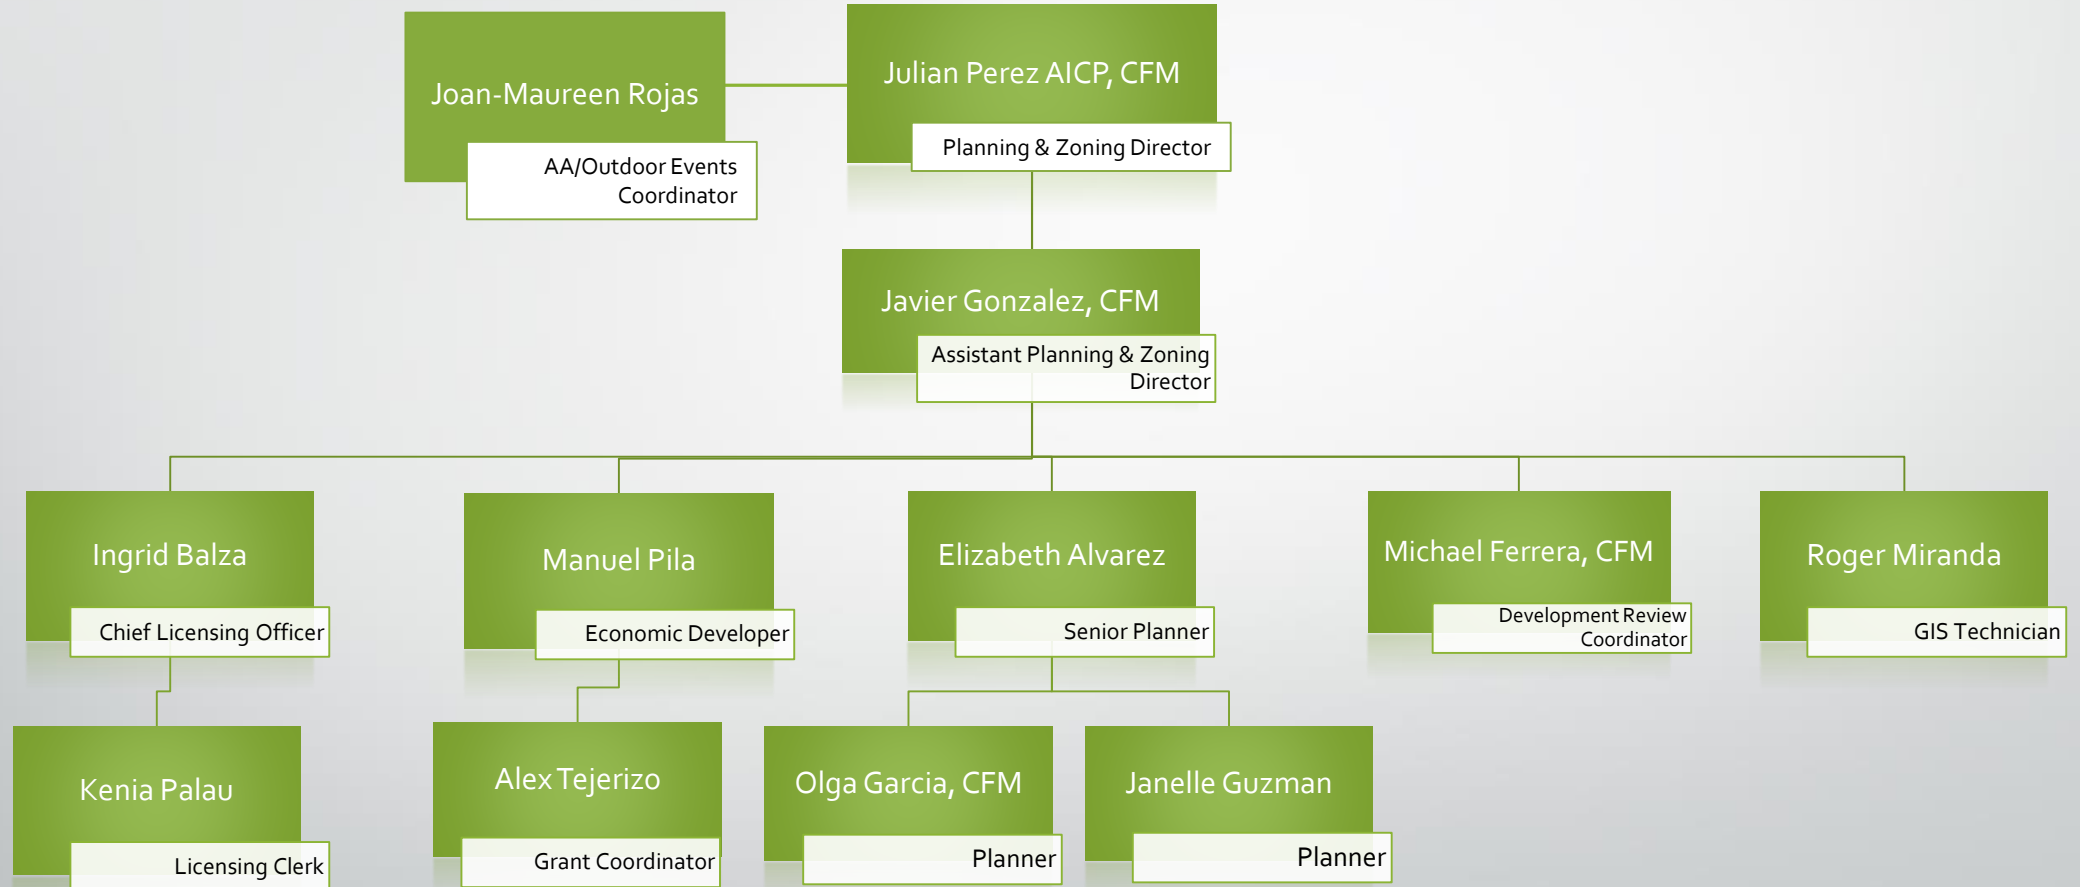 Joan-Maureen Rojas
AA/Outdoor Events
Coordinator
Julian Perez AICP, CFM
Planning & Zoning Director
Javier Gonzalez, CFM
Assistant Planning & Zoning
Director
Ingrid Balza
Chief Licensing Officer
Manuel Pila
Economic Developer
Elizabeth Alvarez
Senior Planner
Michael Ferrera, CFM
Development Review
Coordinator
Roger Miranda
GIS Technician
Kenia Palau
Licensing Clerk
Alex Tejerizo
Grant Coordinator
Olga Garcia, CFM
Planner
Janelle Guzman
Planner